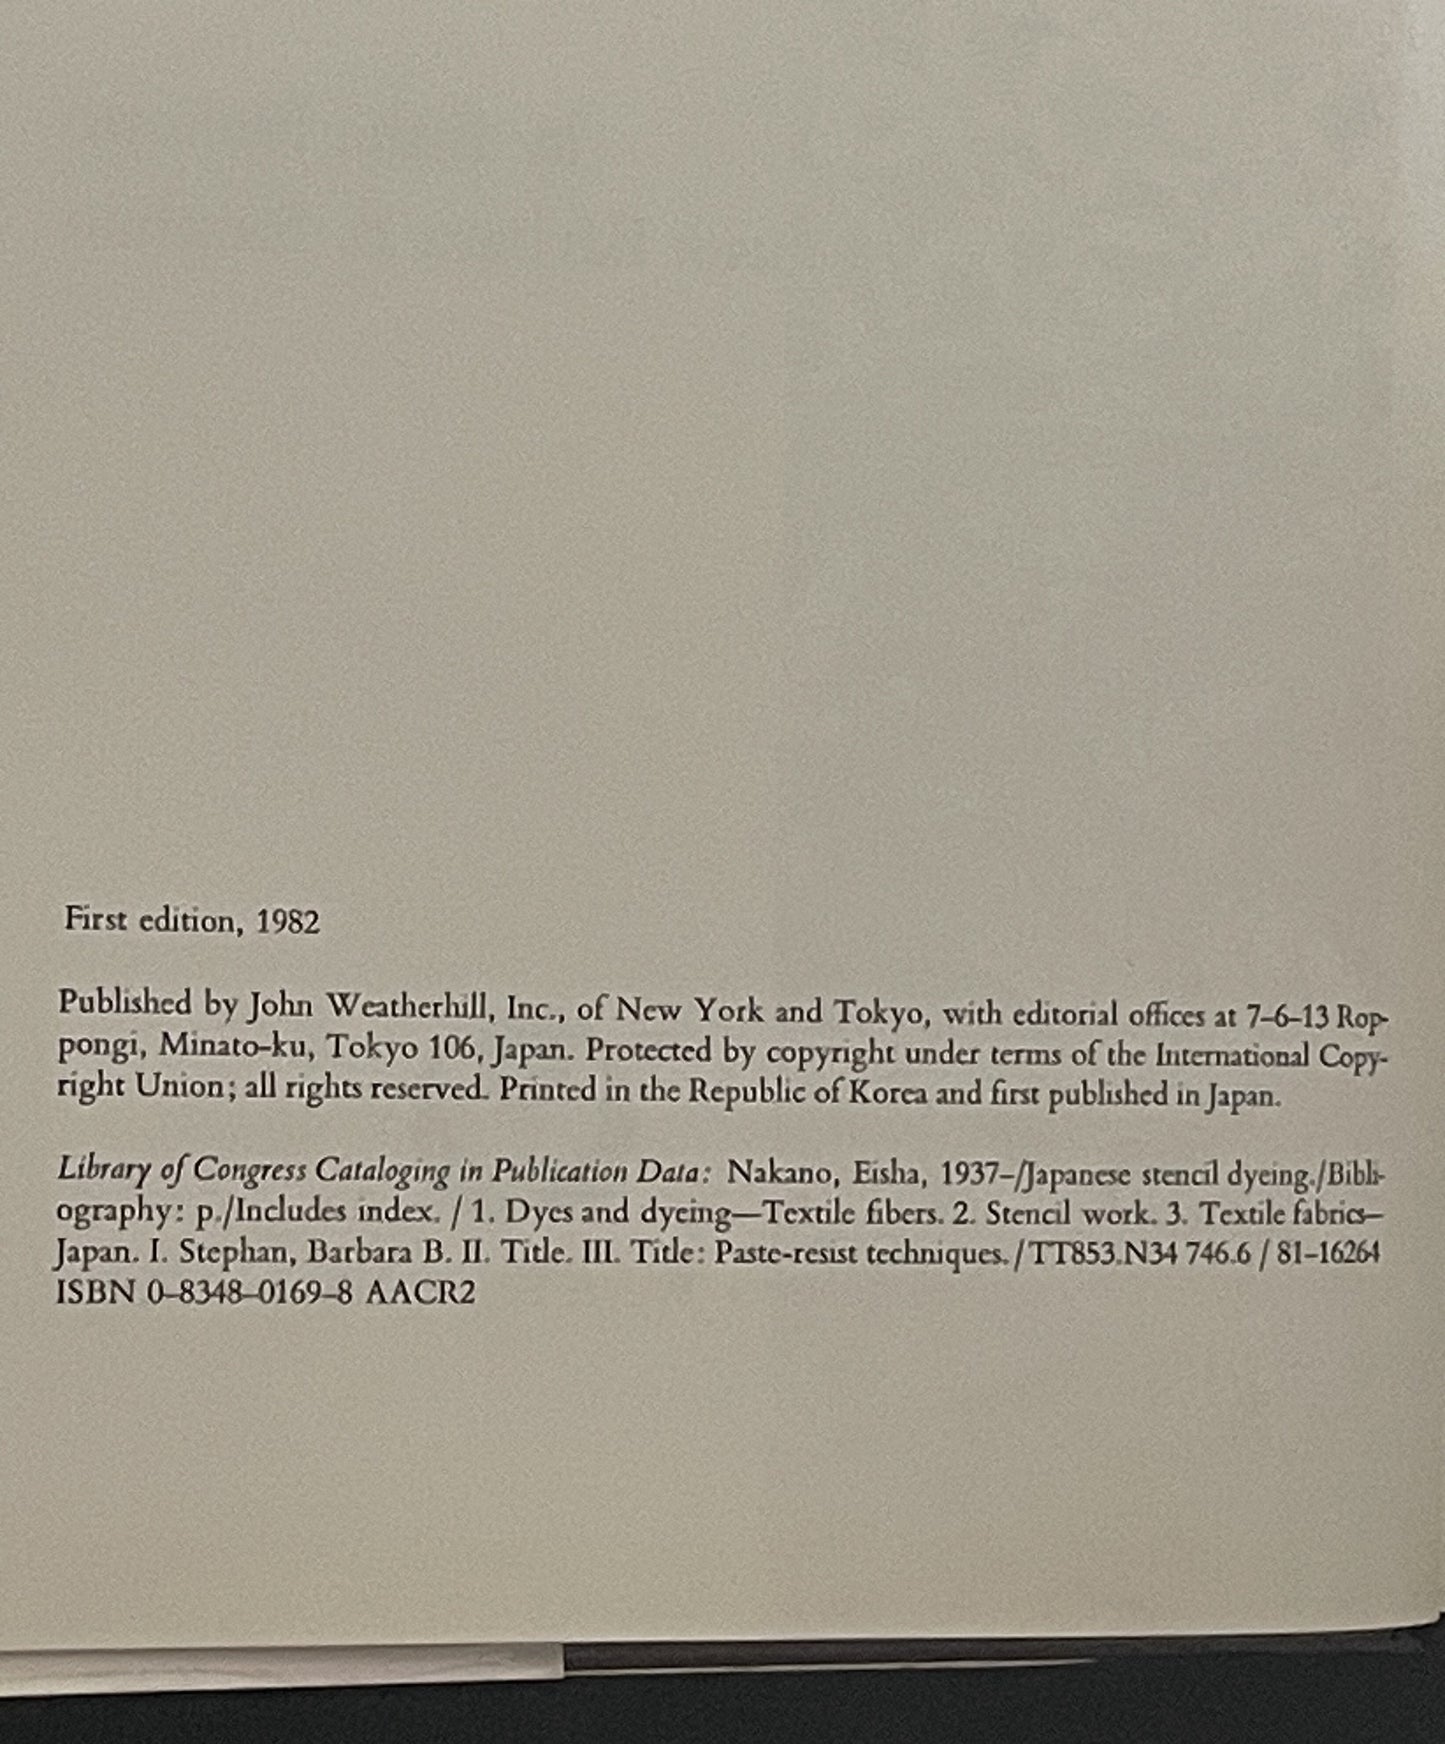 First edition, 1982
Published by John Weatherhill, Inc., of New York and Tokyo, with editorial offices at 7–6–13 Rop-
pongi, Minato-ku, Tokyo 106, Japan. Protected by copyright under terms of the International Copy-
right Union; all rights reserved. Printed in the Republic of Korea and first published in Japan.
Library of Congress Cataloging in Publication Data: Nakano, Eisha, 1937–/Japanese stencil dyeing./Bibli-
ography: p./Includes index. / 1. Dyes and dyeing—Textile fibers. 2. Stencil work. 3. Textile fabrics—
Japan. I. Stephan, Barbara B. II. Title. III. Title: Paste-resist techniques. / TT853.N34 746.6 / 81–16264
ISBN 0–8348–0169–8 AACR2